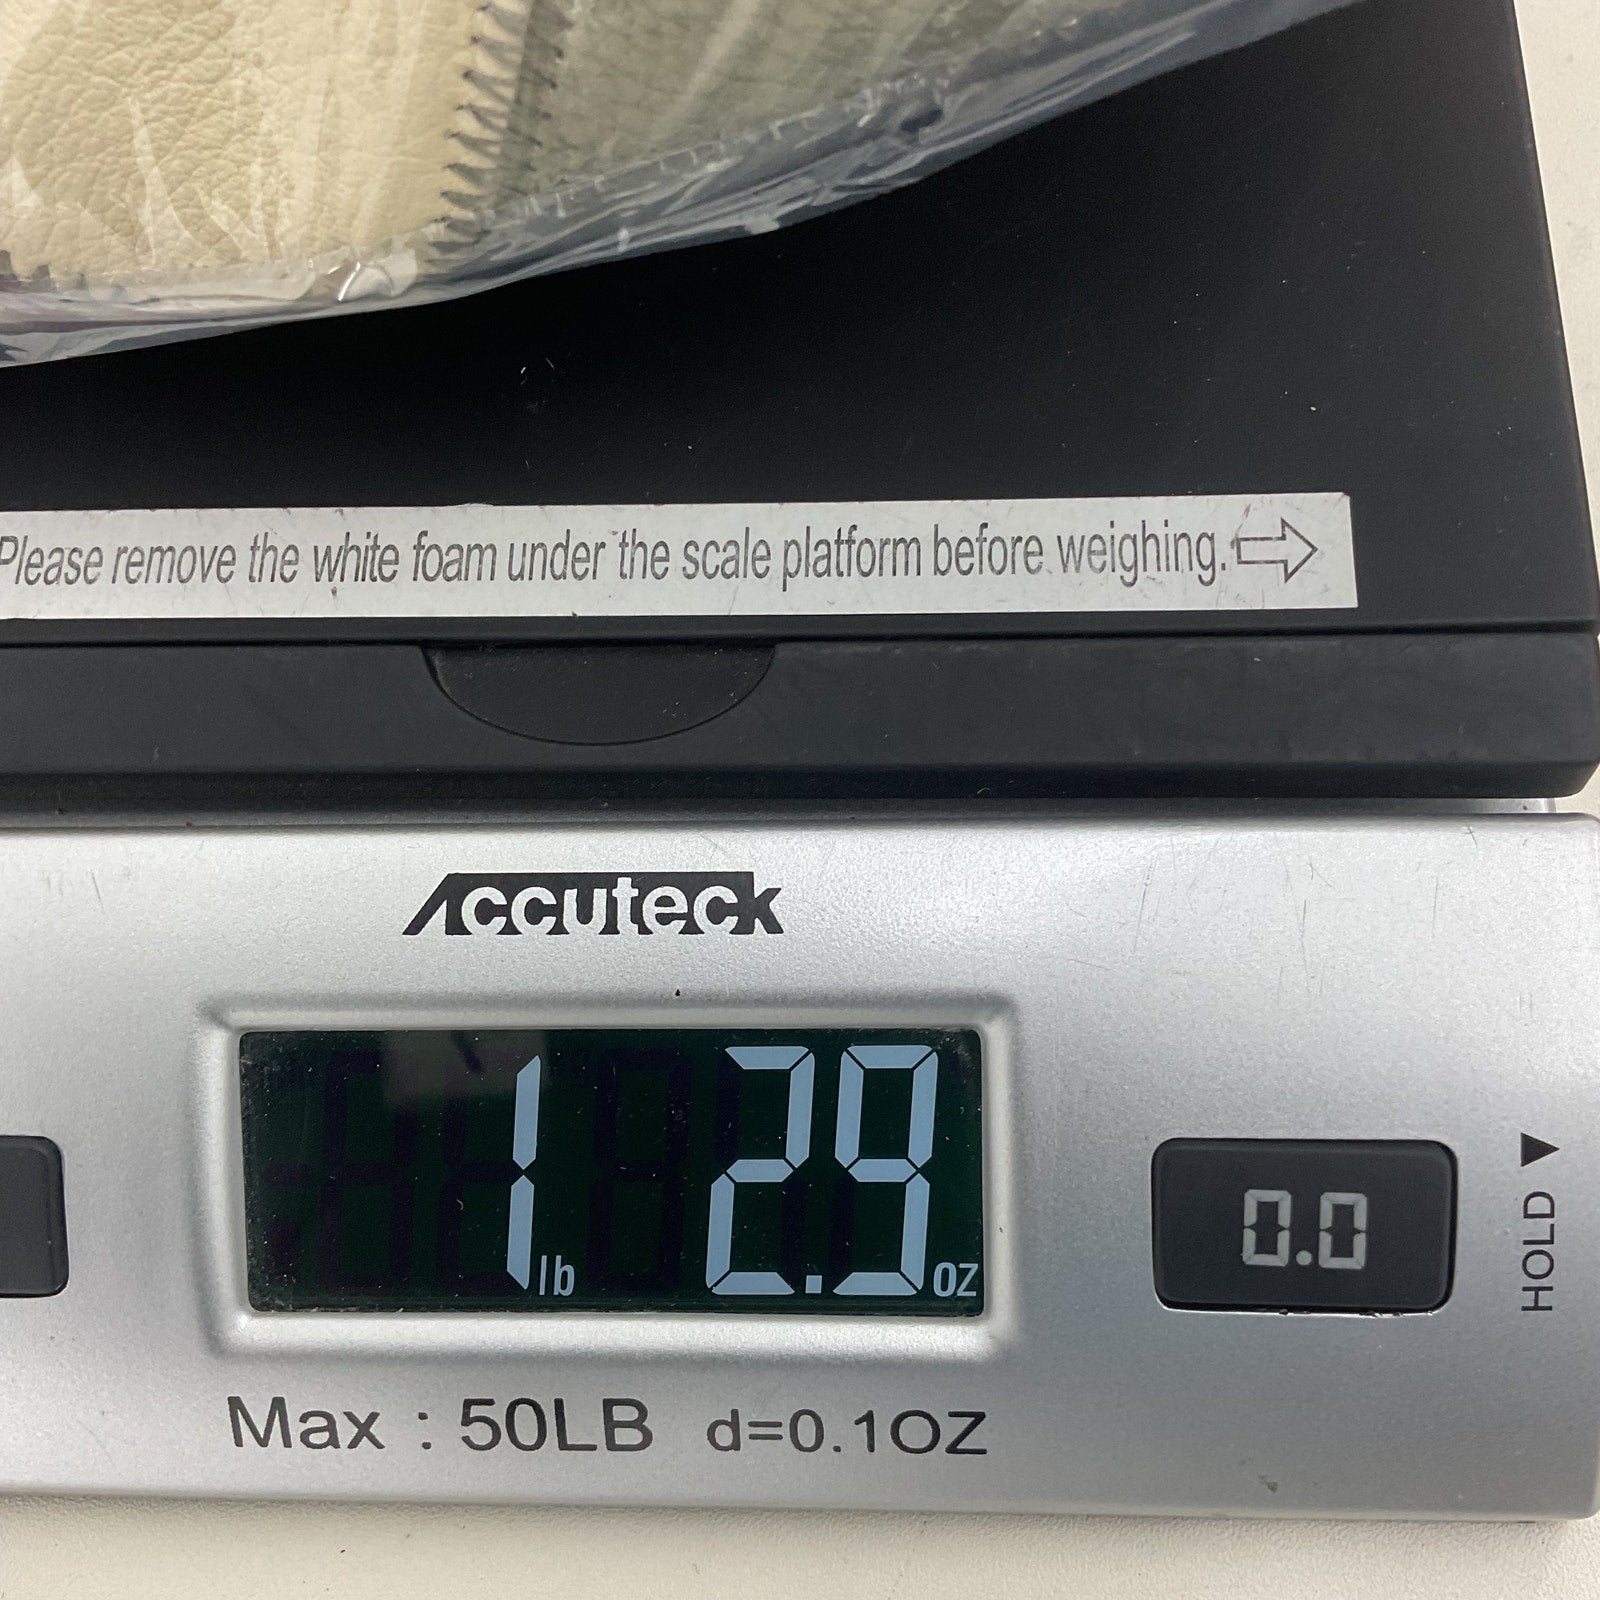 Please remove the white foam under the scale platform before weighing.
Accuteck
1 lb 2.9 oz
0.0
HOLD
Max : 50LB d=0.1OZ